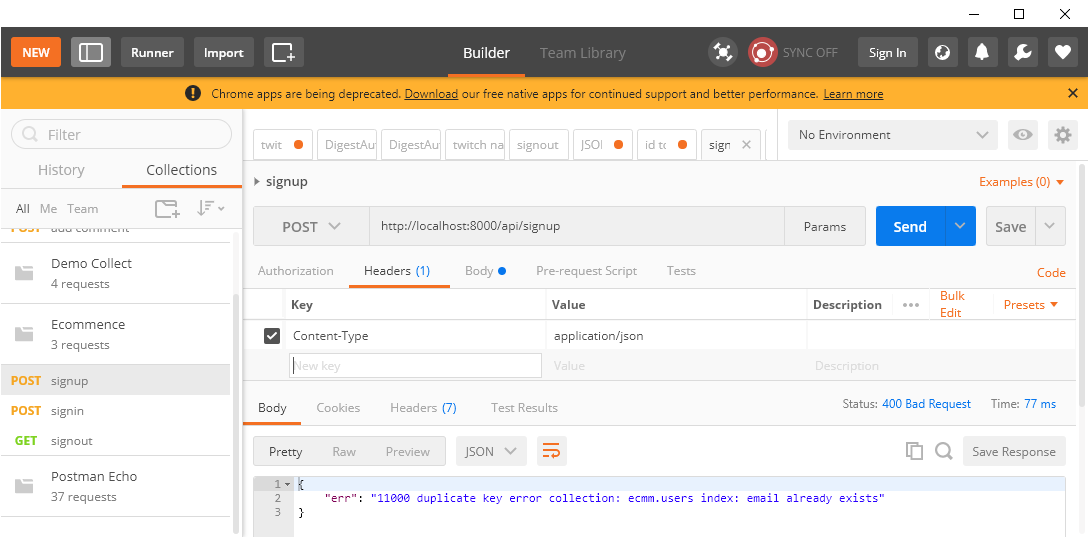 NEW Runner Import Builder Team Library SYNC OFF Sign In
Chrome apps are being deprecated. Download our free native apps for continued support and better performance. Learn more
Filter
History Collections
All Me Team
POST add comment
Demo Collect
4 requests
Ecommence
3 requests
POST signup
POST signin
GET signout
Postman Echo
37 requests
twit DigestAut DigestAut twitch na signout JSON id to sign
No Environment
signup
Examples (0)
POST http://localhost:8000/api/signup Params Send Save
Authorization Headers (1) Body Pre-request Script Tests Code
Key Value Description ••• Bulk Edit Presets
Content-Type application/json
New key Value Description
Body Cookies Headers (7) Test Results Status: 400 Bad Request Time: 77 ms
Pretty Raw Preview JSON Save Response
1 {
2 "err": "11000 duplicate key error collection: ecmm.users index: email already exists"
3 }